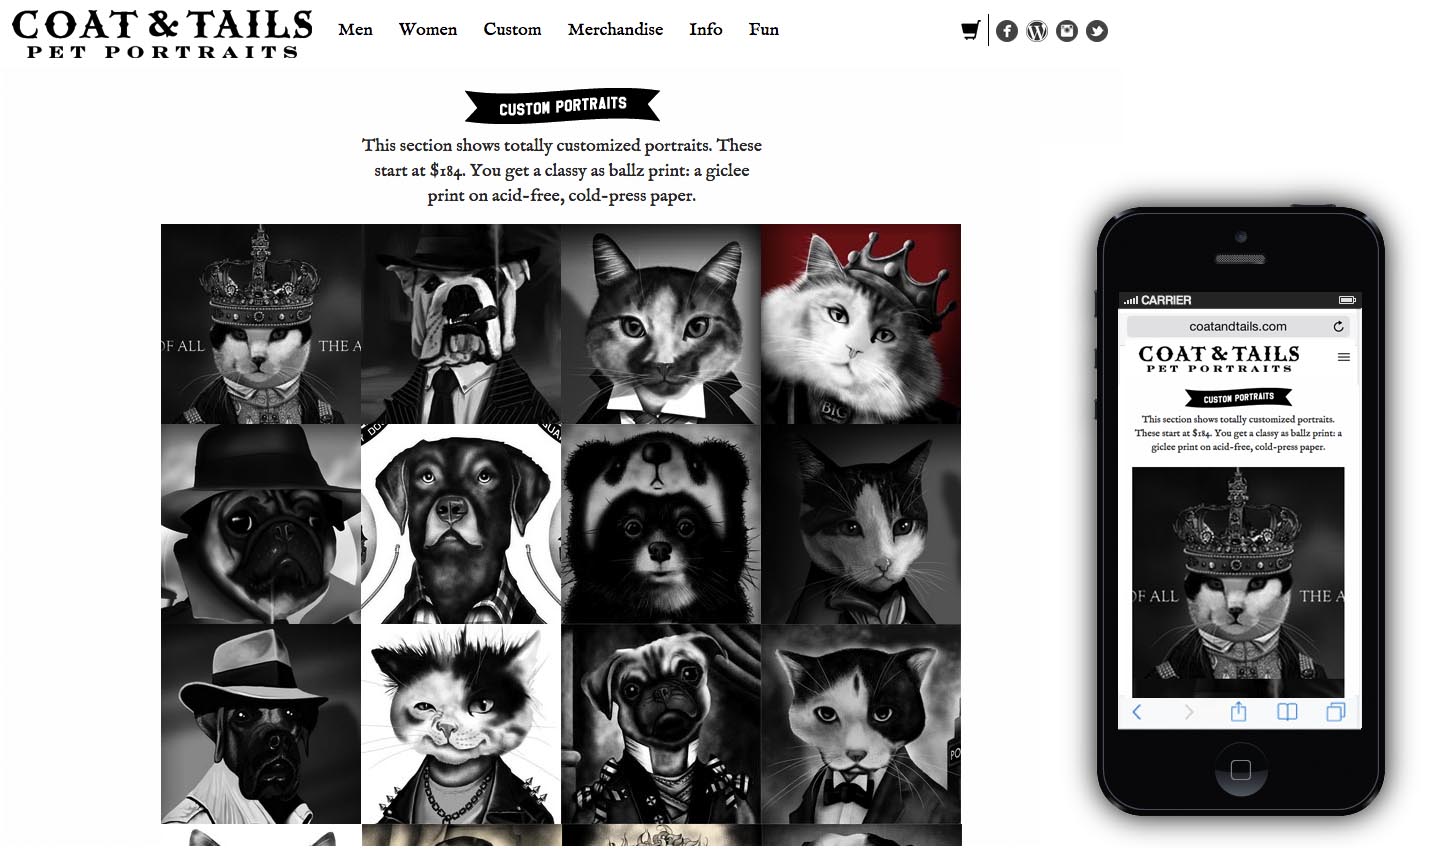 COAT & TAILS
PET PORTRAITS
Men Women Custom Merchandise Info Fun
CUSTOM PORTRAITS
This section shows totally customized portraits. These
start at $184. You get a classy as ballz print: a giclee
print on acid-free, cold-press paper.
OF ALL THE A
BIG
CARRIER
coatandtails.com
COAT & TAILS
PET PORTRAITS
CUSTOM PORTRAITS
This section shows totally customized portraits.
These start at $184. You get a classy as ballz print: a
giclee print on acid-free, cold-press paper.
OF ALL THE A